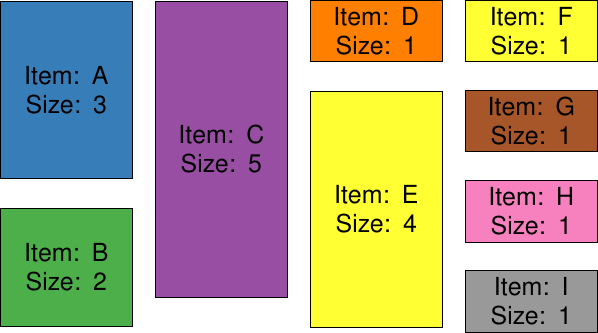 Item: A
Size: 3
Item: B
Size: 2
Item: C
Size: 5
Item: D
Size: 1
Item: E
Size: 4
Item: F
Size: 1
Item: G
Size: 1
Item: H
Size: 1
Item: I
Size: 1